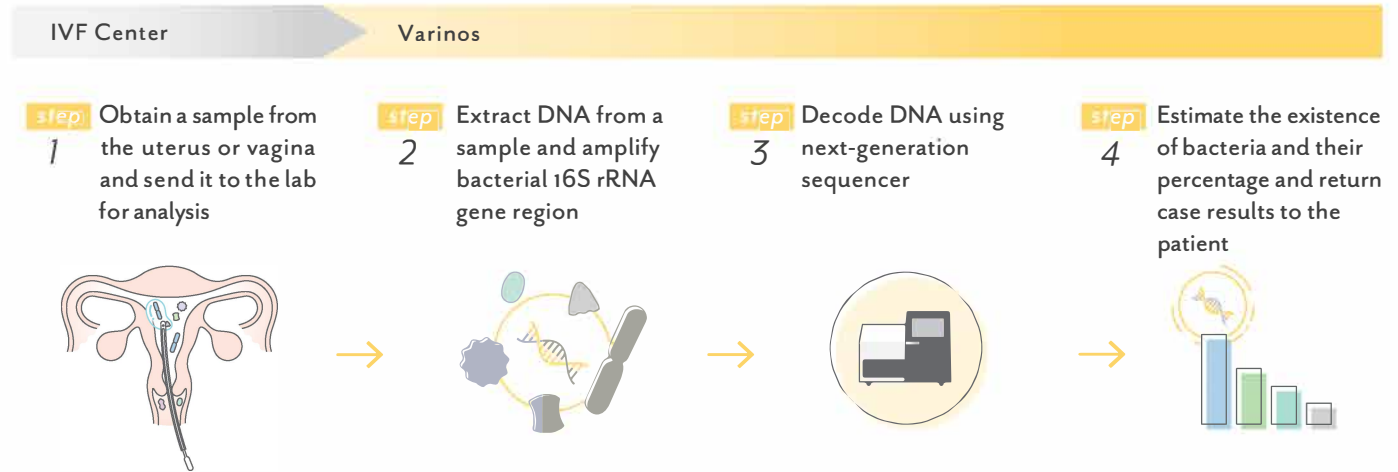 IVF Center
Varinos
step 1
Obtain a sample from
the uterus or vagina
and send it to the lab
for analysis
step 2
Extract DNA from a
sample and amplify
bacterial 16S rRNA
gene region
step 3
Decode DNA using
next-generation
sequencer
step 4
Estimate the existence
of bacteria and their
percentage and return
case results to the
patient